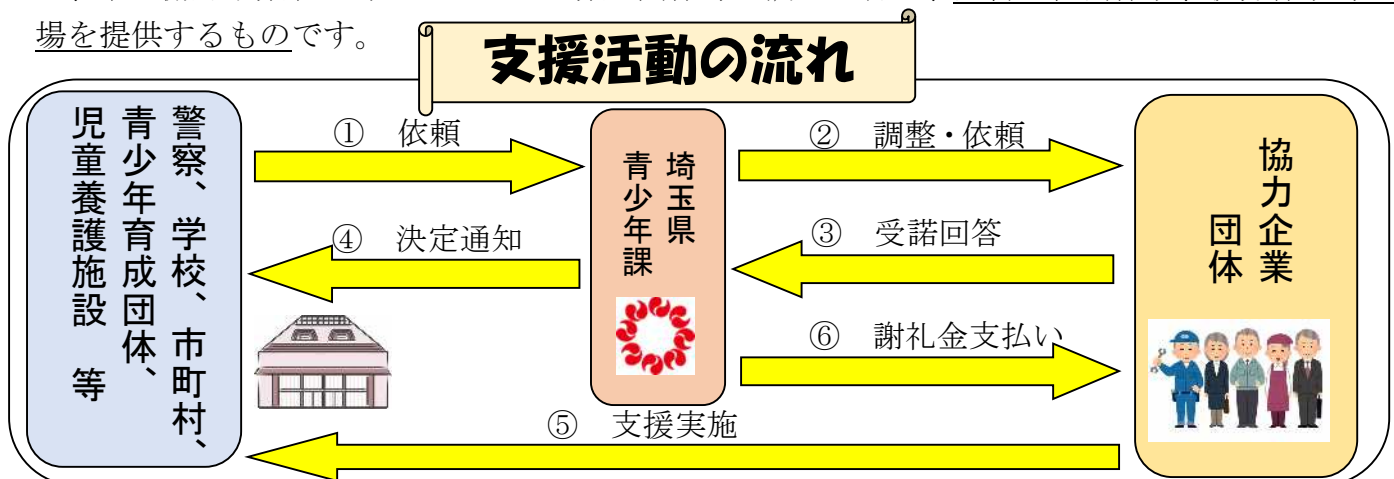 場を提供するものです。
支援活動の流れ
警察、学校、市町村、
青少年育成団体、
児童養護施設 等
① 依頼
埼玉県
青少年課
② 調整・依頼
協力企業
団体
③ 受諾回答
④ 決定通知
⑥ 謝礼金支払い
⑤ 支援実施